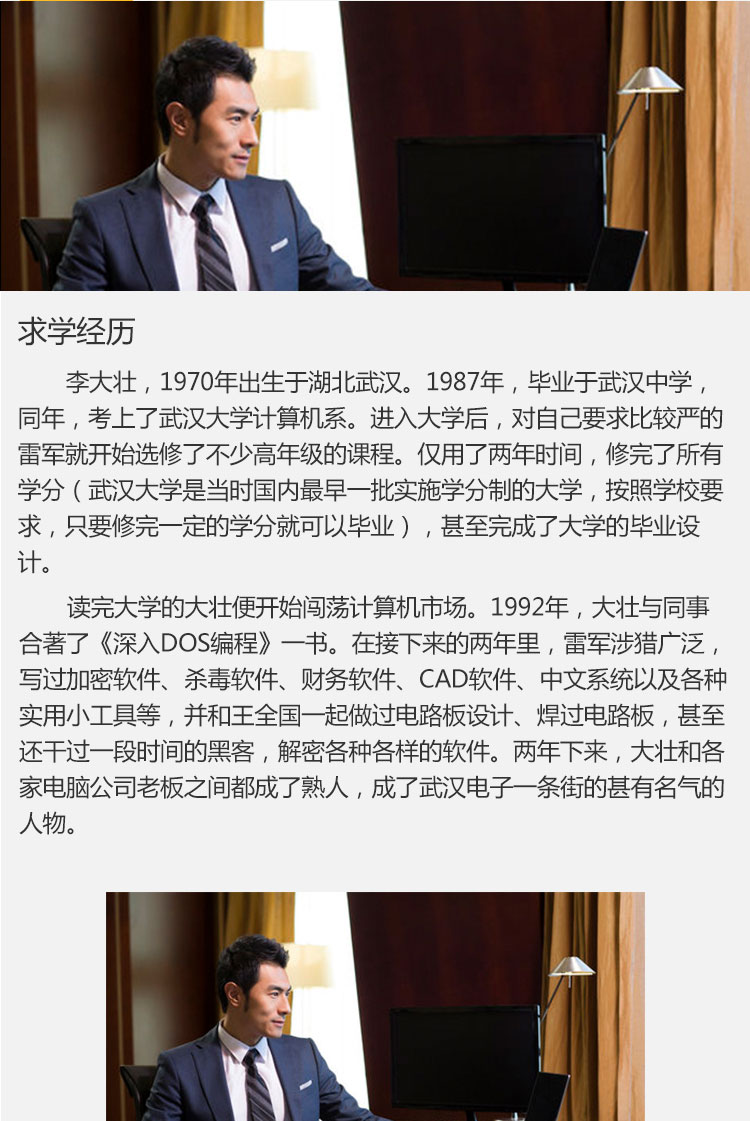 求学经历
李大壮，1970年出生于湖北武汉。1987年，毕业于武汉中学，
同年，考上了武汉大学计算机系。进入大学后，对自己要求比较严的
雷军就开始选修了不少高年级的课程。仅用了两年时间，修完了所有
学分（武汉大学是当时国内最早一批实施学分制的大学，按照学校要
求，只要修完一定的学分就可以毕业），甚至完成了大学的毕业设
计。
读完大学的大壮便开始闯荡计算机市场。1992年，大壮与同事
合著了《深入DOS编程》一书。在接下来的两年里，雷军涉猎广泛，
写过加密软件、杀毒软件、财务软件、CAD软件、中文系统以及各种
实用小工具等，并和王全国一起做过电路板设计、焊过电路板，甚至
还干过一段时间的黑客，解密各种各样的软件。两年下来，大壮和各
家电脑公司老板之间都成了熟人，成了武汉电子一条街的甚有名气的
人物。